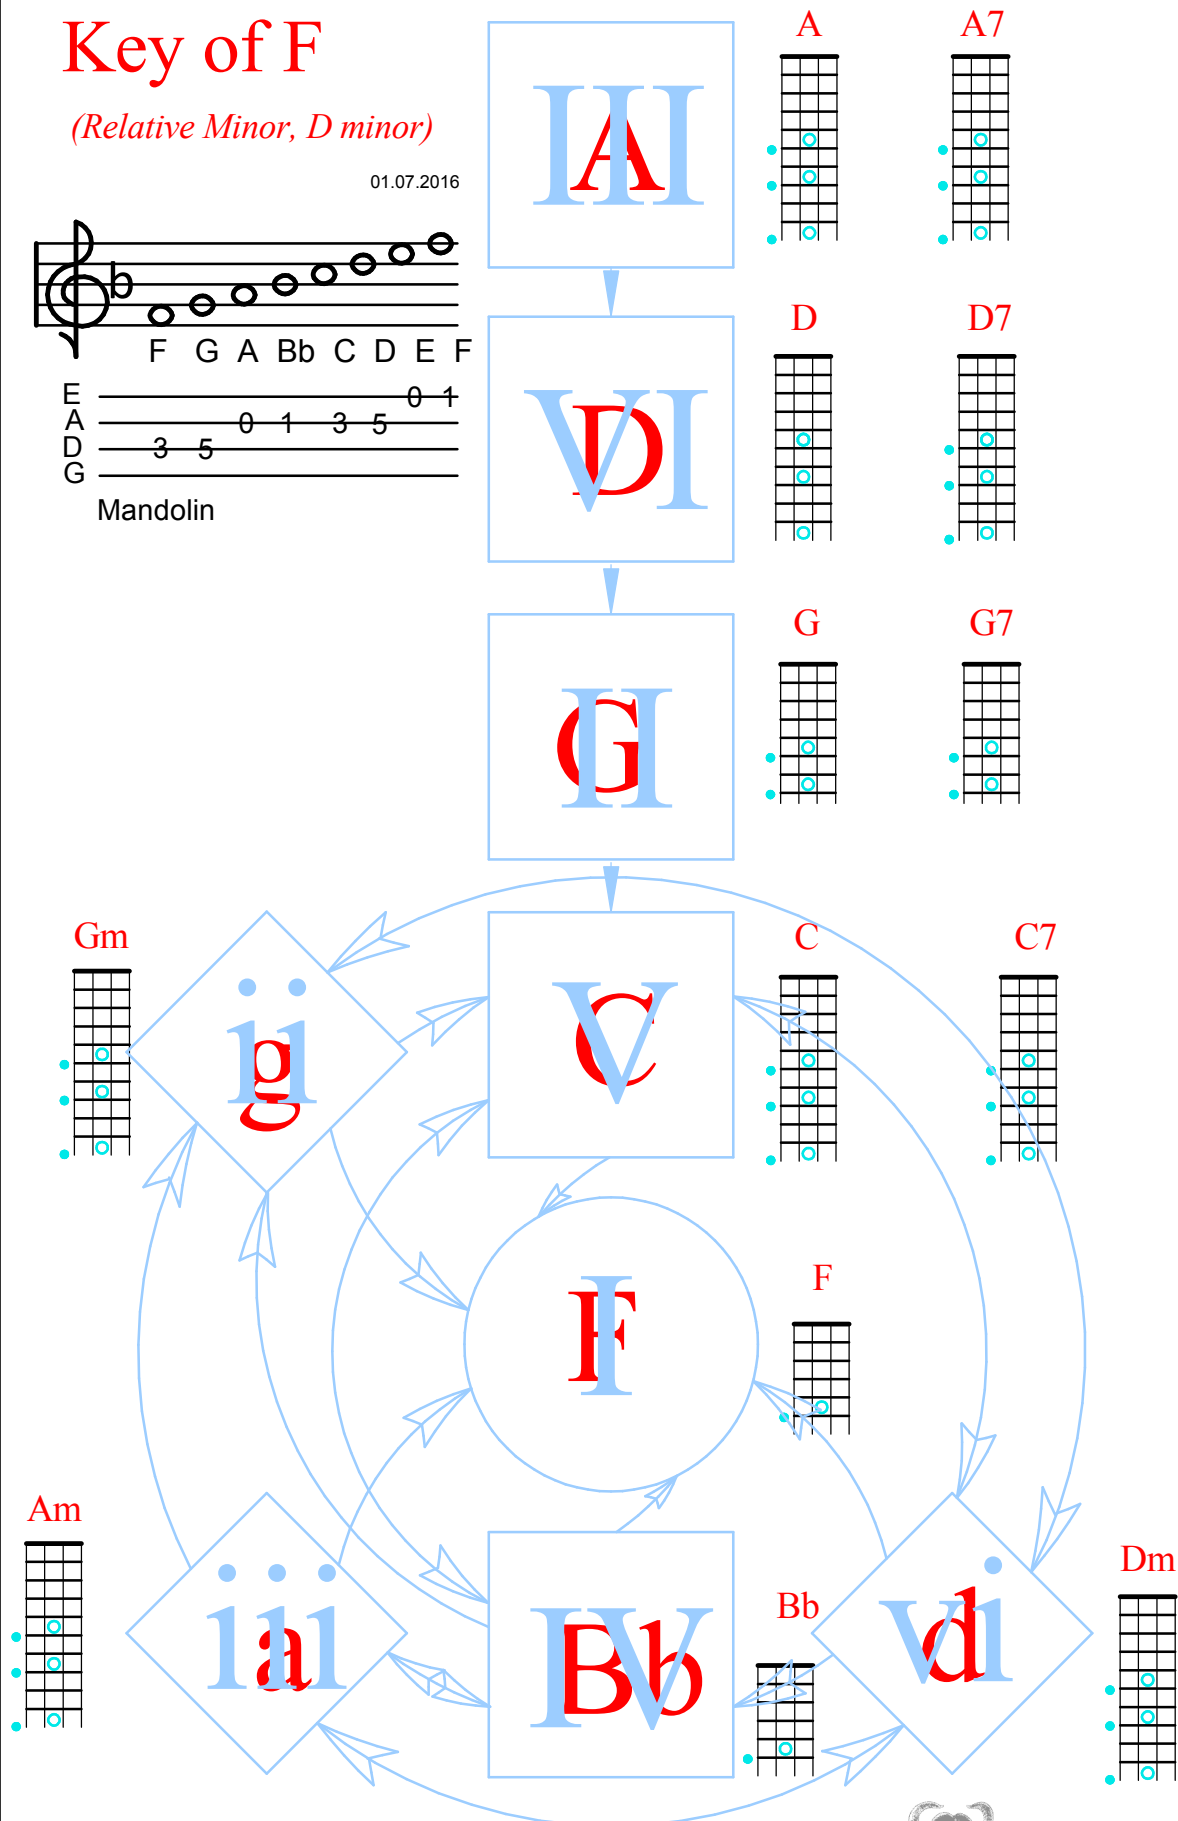 Key of F
(Relative Minor, D minor)
01.07.2016
F G A Bb C D E F
E 0 1
A 0 1 3 5
D 3 5
G
Mandolin
III
A
A A7
VI
D
D D7
II
G
G G7
Gm
ii
g
V
C
C C7
I
F
F
Am
iii
a
IV
Bb
Bb
vi
d
Dm